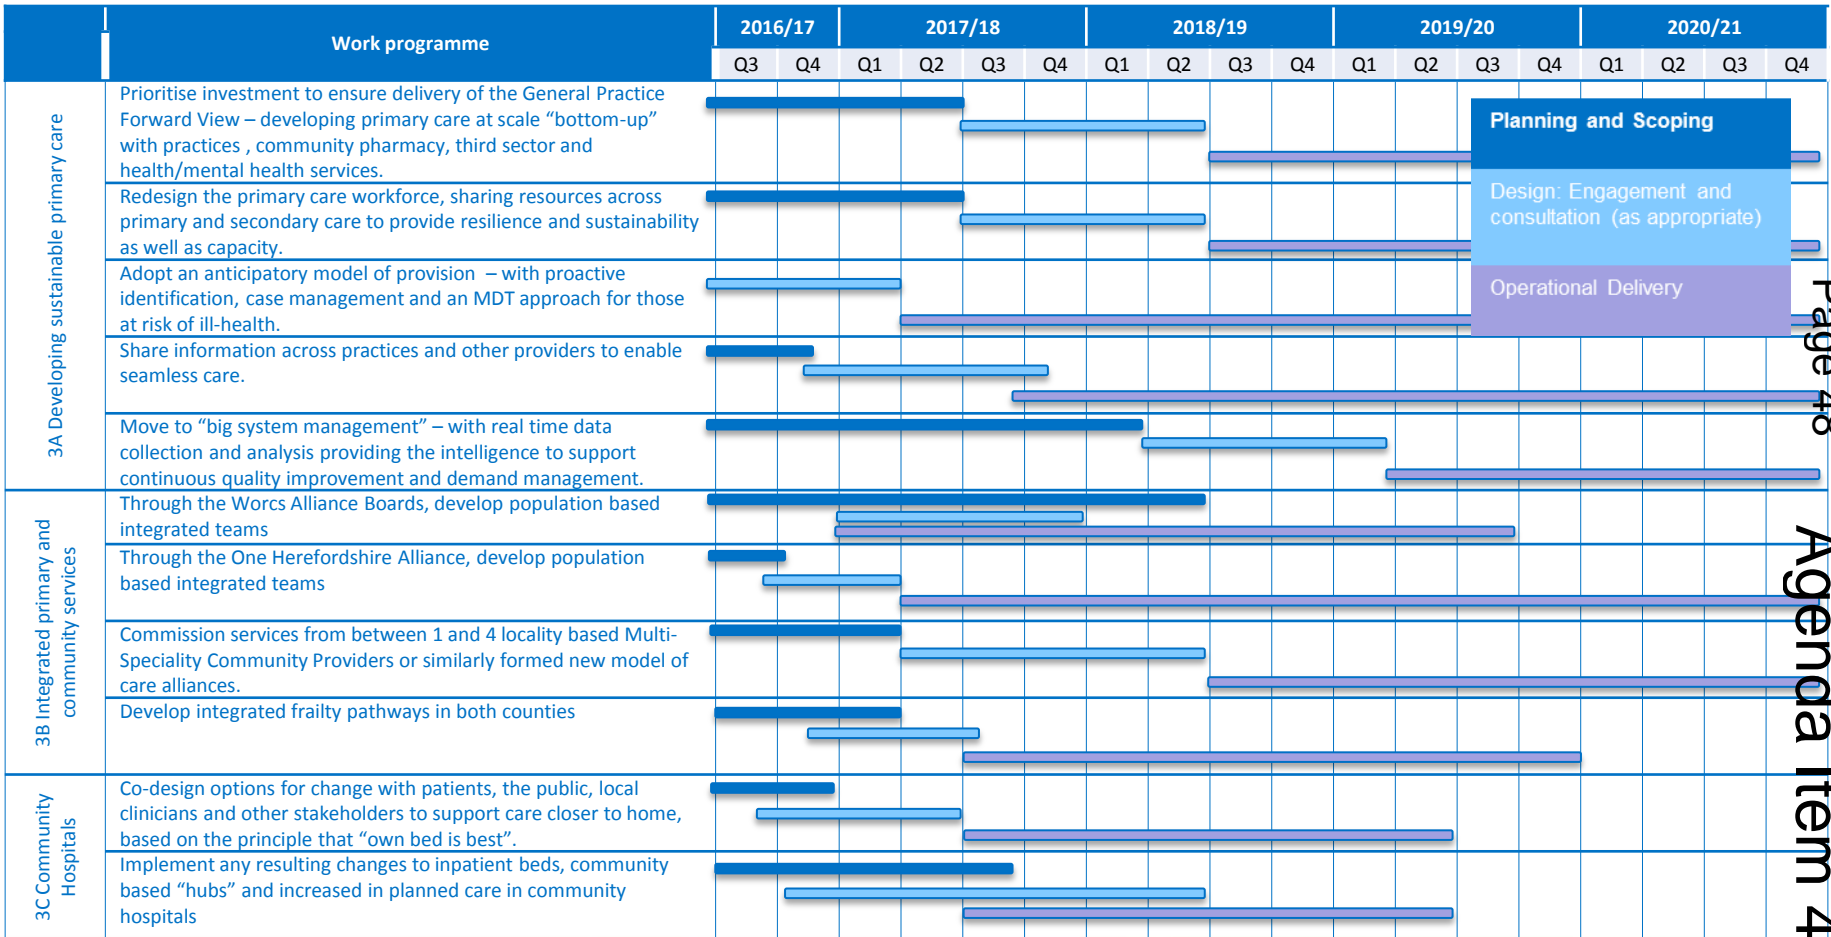 Work programme
2016/17 2017/18 2018/19 2019/20 2020/21
Q3 Q4 Q1 Q2 Q3 Q4 Q1 Q2 Q3 Q4 Q1 Q2 Q3 Q4 Q1 Q2 Q3 Q4
3A Developing sustainable primary care
Prioritise investment to ensure delivery of the General Practice
Forward View – developing primary care at scale “bottom-up”
with practices , community pharmacy, third sector and
health/mental health services.
Redesign the primary care workforce, sharing resources across
primary and secondary care to provide resilience and sustainability
as well as capacity.
Adopt an anticipatory model of provision – with proactive
identification, case management and an MDT approach for those
at risk of ill-health.
Share information across practices and other providers to enable
seamless care.
Move to “big system management” – with real time data
collection and analysis providing the intelligence to support
continuous quality improvement and demand management.
3B Integrated primary and
community services
Through the Worcs Alliance Boards, develop population based
integrated teams
Through the One Herefordshire Alliance, develop population
based integrated teams
Commission services from between 1 and 4 locality based Multi-
Speciality Community Providers or similarly formed new model of
care alliances.
Develop integrated frailty pathways in both counties
3C Community
Hospitals
Co-design options for change with patients, the public, local
clinicians and other stakeholders to support care closer to home,
based on the principle that “own bed is best”.
Implement any resulting changes to inpatient beds, community
based “hubs” and increased in planned care in community
hospitals
Planning and Scoping
Design: Engagement and
consultation (as appropriate)
Operational Delivery
Page 48
Agenda Item 4